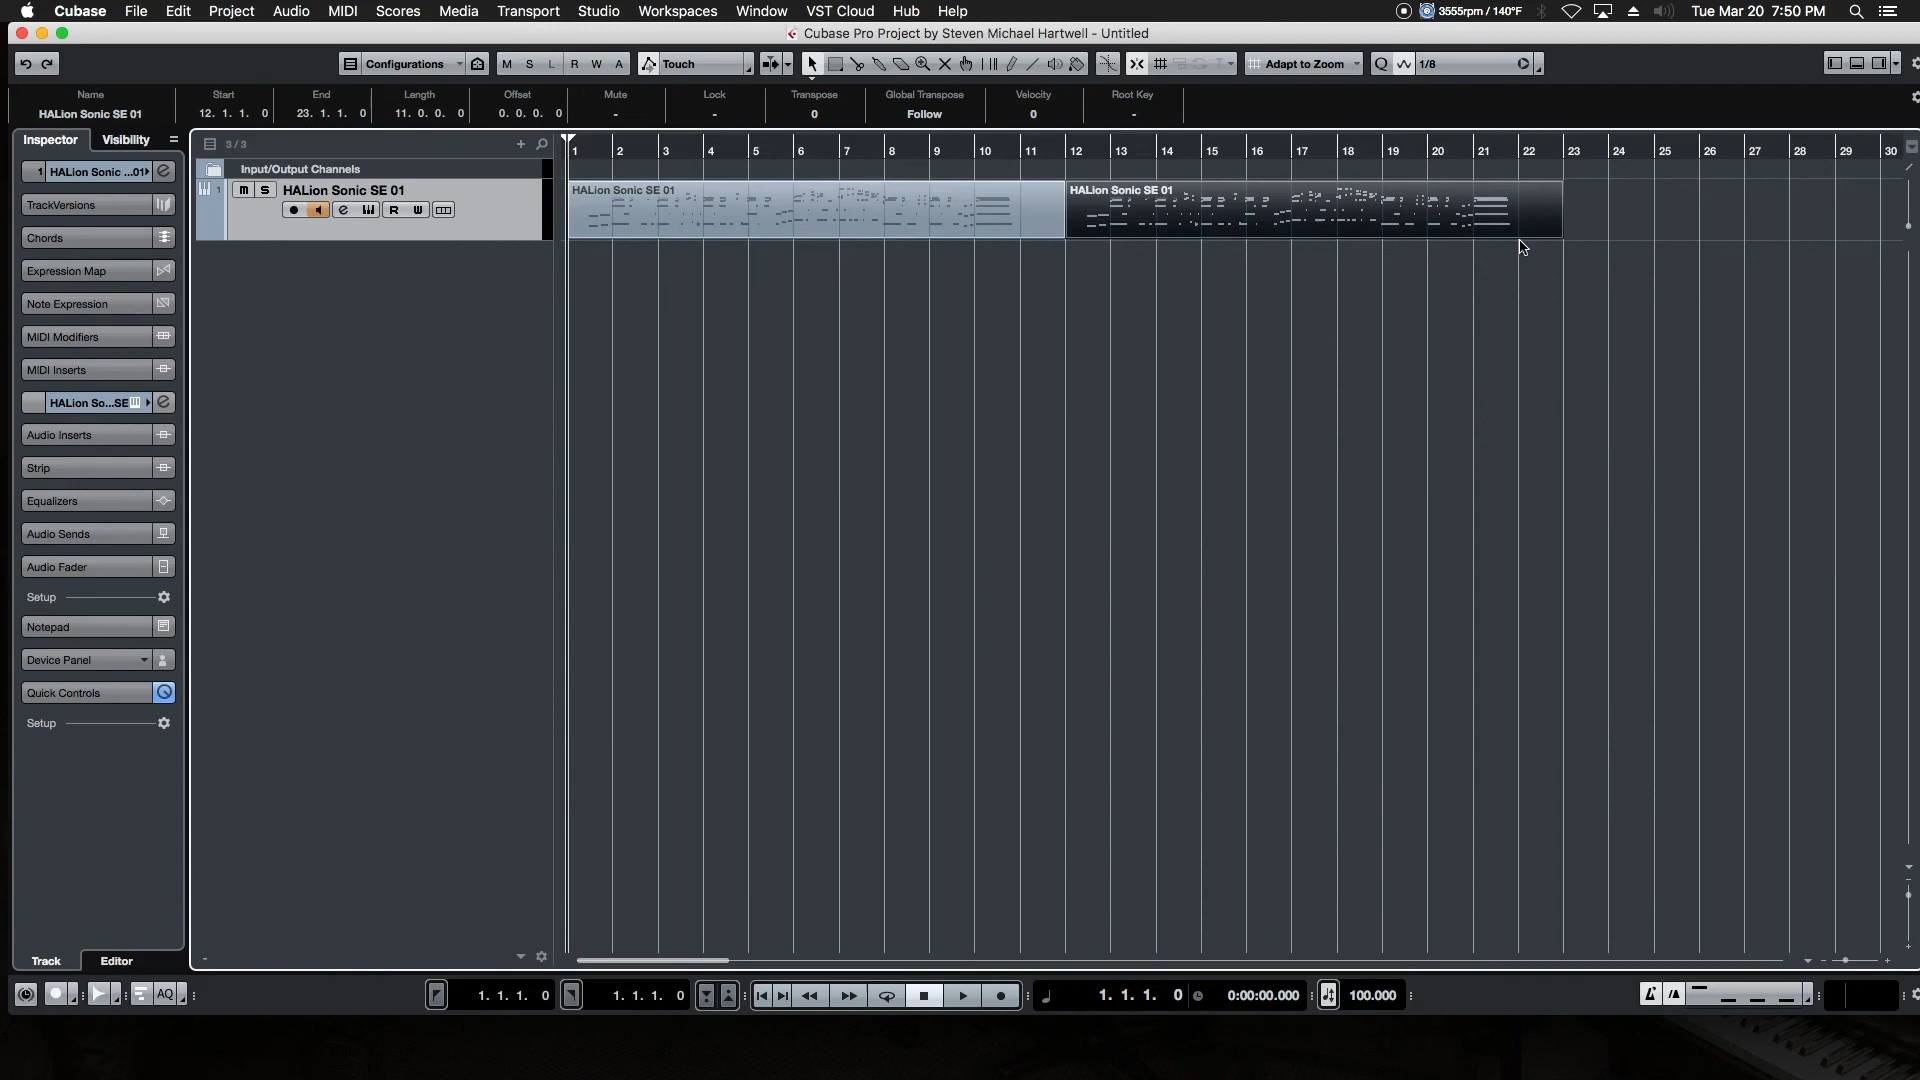 Cubase File Edit Project Audio MIDI Scores Media Transport Studio Workspaces Window VST Cloud Hub Help 3555rpm / 140°F Tue Mar 20 7:50 PM
Cubase Pro Project by Steven Michael Hartwell - Untitled
Configurations M S L R W A Touch Adapt to Zoom Q 1/8
Name Start End Length Offset Mute Lock Transpose Global Transpose Velocity Root Key
HALion Sonic SE 01 12. 1. 1. 0 23. 1. 1. 0 11. 0. 0. 0 0. 0. 0. 0 - - 0 Follow 0 -
Inspector Visibility 3/3 +
1 2 3 4 5 6 7 8 9 10 11 12 13 14 15 16 17 18 19 20 21 22 23 24 25 26 27 28 29 30
Input/Output Channels
1 HALion Sonic ...01
1 m S HALion Sonic SE 01
HALion Sonic SE 01 HALion Sonic SE 01
R W
TrackVersions
Chords
Expression Map
Note Expression
MIDI Modifiers
MIDI Inserts
HALion So...SE
Audio Inserts
Strip
Equalizers
Audio Sends
Audio Fader
Setup
Notepad
Device Panel
Quick Controls
Setup
Track Editor
AQ 1. 1. 1. 0 1. 1. 1. 0 1. 1. 1. 0 0:00:00.000 100.000